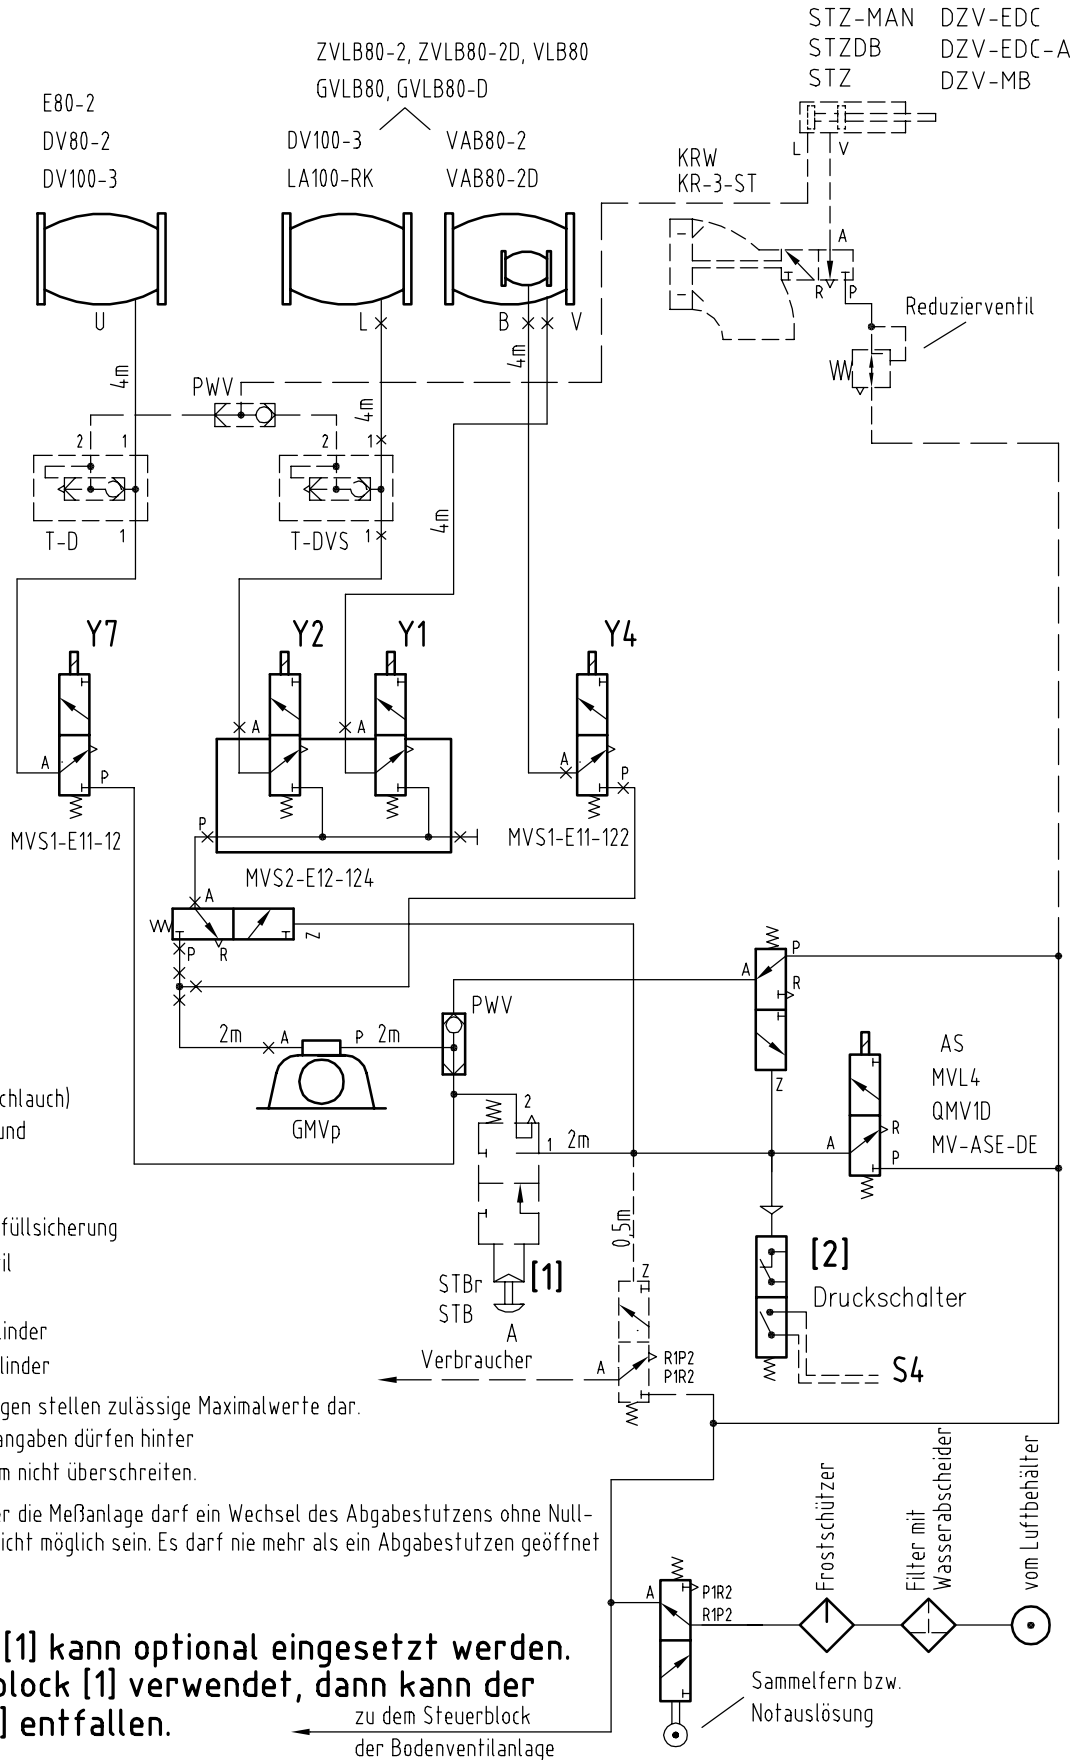 STZ-MAN DZV-EDC
STZDB DZV-EDC-A
STZ DZV-MB
ZVLB80-2, ZVLB80-2D, VLB80
GVLB80, GVLB80-D
E80-2
DV80-2
DV100-3
DV100-3
LA100-RK
VAB80-2
VAB80-2D
L V
KRW
KR-3-ST
A
R P
Reduzierventil
U
L
B V
4m
4m
4m
4m
PWV
2 1
2 1
T-D 1
T-DVS 1
Y7
Y2
Y1
Y4
A P
A
A
A P
P
MVS1-E11-12
MVS2-E12-124
MVS1-E11-122
A
P R
Z
A P
R
Z
PWV
2m A P 2m
GMVp
AS
MVL4
QMV1D
MV-ASE-DE
A R
P
2
1 2m
chlauch)
und
füllsicherung
il
linder
linder
0,5m
[1]
STBr
STB
A
Z
[2]
Druckschalter
S4
Verbraucher
A R1P2
P1R2
gen stellen zulässige Maximalwerte dar.
angaben dürfen hinter
m nicht überschreiten.
er die Meßanlage darf ein Wechsel des Abgabestutzens ohne Null-
icht möglich sein. Es darf nie mehr als ein Abgabestutzen geöffnet
Frostschützer
Filter mit
Wasserabscheider
vom Luftbehälter
A P1R2
R1P2
[1] kann optional eingesetzt werden.
block [1] verwendet, dann kann der
] entfallen.
Sammelfern bzw.
Notauslösung
zu dem Steuerblock
der Bodenventilanlage